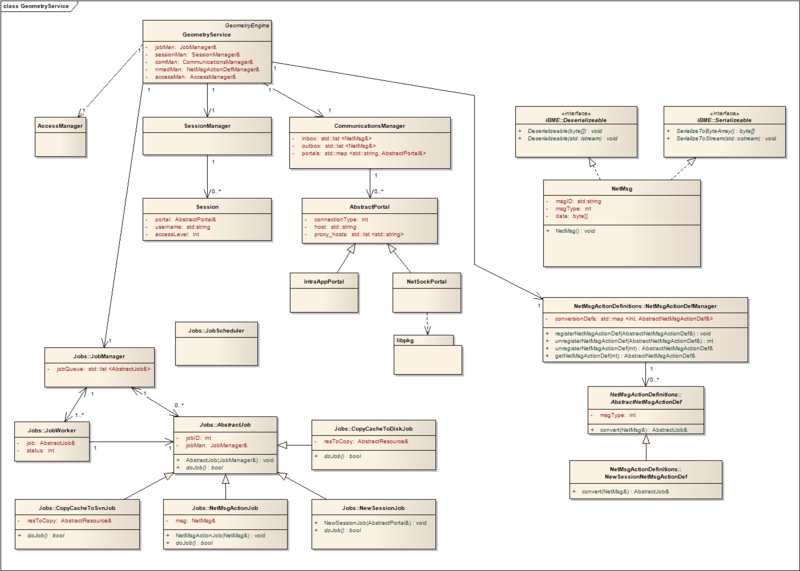 class GeometryService
GeometryEngine
GeometryService
- jobMan: JobManager&
- sessionMan: SessionManager&
- comMan: CommunicationsManager&
- nmedMan: NetMsgActionDefManager&
- accessMan: AccessManager&
1
1
1
1
1
1
1
1
1
AccessManager
SessionManager
CommunicationsManager
- inbox: std::list <NetMsg&>
- outbox: std::list <NetMsg&>
- portals: std::map <std::string, AbstractPortal&>
«interface»
IBME::Deserializeable
+ Deserializeable(byte[]) : void
+ Deserializeable(std::istream) : void
«interface»
IBME::Serializeable
+ SerializeToByteArray() : byte[]
+ SerializeToStream(std::ostream) : void
1
0..*
1
0..*
Session
- portal: AbstractPortal&
- username: std:string
- accessLevel: int
AbstractPortal
- connectionType: int
- host: std:string
- proxy_hosts: std::list <std::string>
NetMsg
- msgID: std:string
- msgType: int
- data: byte[]
+ NetMsg() : void
IntraAppPortal
NetSockPortal
libpkg
1
NetMsgActionDefinitions::NetMsgActionDefManager
- conversionDefs: std::map <int, AbstractNetMsgActionDef&>
+ registerNetMsgActionDef(AbstractNetMsgActionDef&) : void
+ unregisterNetMsgActionDef(AbstractNetMsgActionDef&) : int
+ unregisterNetMsgActionDef(int) : AbstractNetMsgActionDef&
+ getNetMsgActionDef(int) : AbstractNetMsgActionDef&
1
0..*
Jobs::JobScheduler
1
Jobs::JobManager
- jobQueue: std::list <AbstractJob&>
1
1
1..*
0..*
NetMsgActionDefinitions::
AbstractNetMsgActionDef
- msgType: int
+ convert(NetMsg&) : AbstractJob&
Jobs::JobWorker
- job: AbstractJob&
- status: int
1
1
Jobs::AbstractJob
- jobID: int
- jobMan: JobManager&
+ AbstractJob(JobManager&) : void
+ doJob() : bool
Jobs::CopyCacheToDiskJob
- resToCopy: AbstractResource&
+ doJob() : bool
NetMsgActionDefinitions::
NewSessionNetMsgActionDef
+ convert(NetMsg&) : AbstractJob&
Jobs::CopyCacheToSvnJob
- resToCopy: AbstractResource&
+ doJob() : bool
Jobs::NetMsgActionJob
- msg: NetMsg&
+ NetMsgActionJob(NetMsg&) : void
+ doJob() : bool
Jobs::NewSessionJob
+ NewSessionJob(AbstractPortal&) : void
+ doJob() : bool